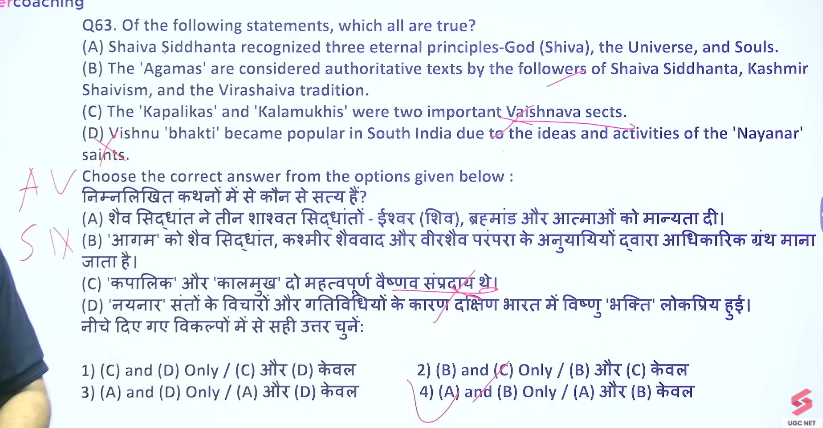 ercoaching
Q63. Of the following statements, which all are true?
(A) Shaiva Siddhanta recognized three eternal principles-God (Shiva), the Universe, and Souls.
(B) The 'Agamas' are considered authoritative texts by the followers of Shaiva Siddhanta, Kashmir
Shaivism, and the Virashaiva tradition.
(C) The 'Kapalikas' and 'Kalamukhis' were two important Vaishnava sects.
(D) Vishnu 'bhakti' became popular in South India due to the ideas and activities of the 'Nayanar'
saints.
A V
Choose the correct answer from the options given below :
निम्नलिखित कथनों में से कौन से सत्य हैं?
(A) शैव सिद्धांत ने तीन शाश्वत सिद्धांतों - ईश्वर (शिव), ब्रह्मांड और आत्माओं को मान्यता दी।
S IX
(B) 'आगम' को शैव सिद्धांत, कश्मीर शैववाद और वीरशैव परंपरा के अनुयायियों द्वारा आधिकारिक ग्रंथ माना
जाता है।
(C) 'कपालिक' और 'कालमुख' दो महत्वपूर्ण वैष्णव संप्रदाय थे।
(D) 'नयनार' संतों के विचारों और गतिविधियों के कारण दक्षिण भारत में विष्णु 'भक्ति' लोकप्रिय हुई।
नीचे दिए गए विकल्पों में से सही उत्तर चुनें:
1) (C) and (D) Only / (C) और (D) केवल
2) (B) and (C) Only / (B) और (C) केवल
3) (A) and (D) Only / (A) और (D) केवल
4) (A) and (B) Only / (A) और (B) केवल
UGC NET